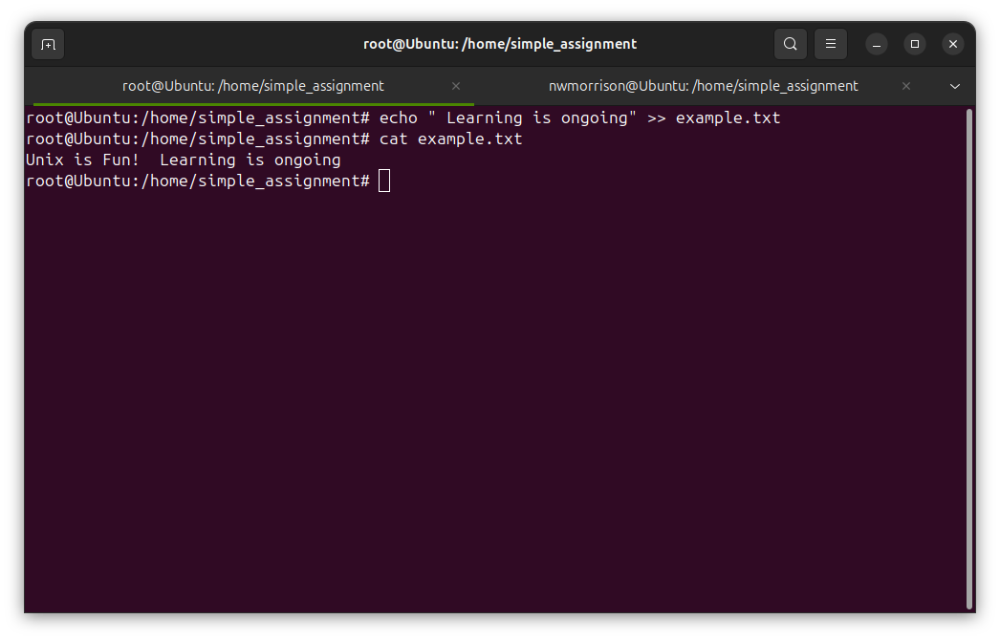 root@Ubuntu: /home/simple_assignment
root@Ubuntu: /home/simple_assignment
nwmorrison@Ubuntu: /home/simple_assignment
root@Ubuntu:/home/simple_assignment# echo " Learning is ongoing" >> example.txt
root@Ubuntu:/home/simple_assignment# cat example.txt
Unix is Fun!  Learning is ongoing
root@Ubuntu:/home/simple_assignment#